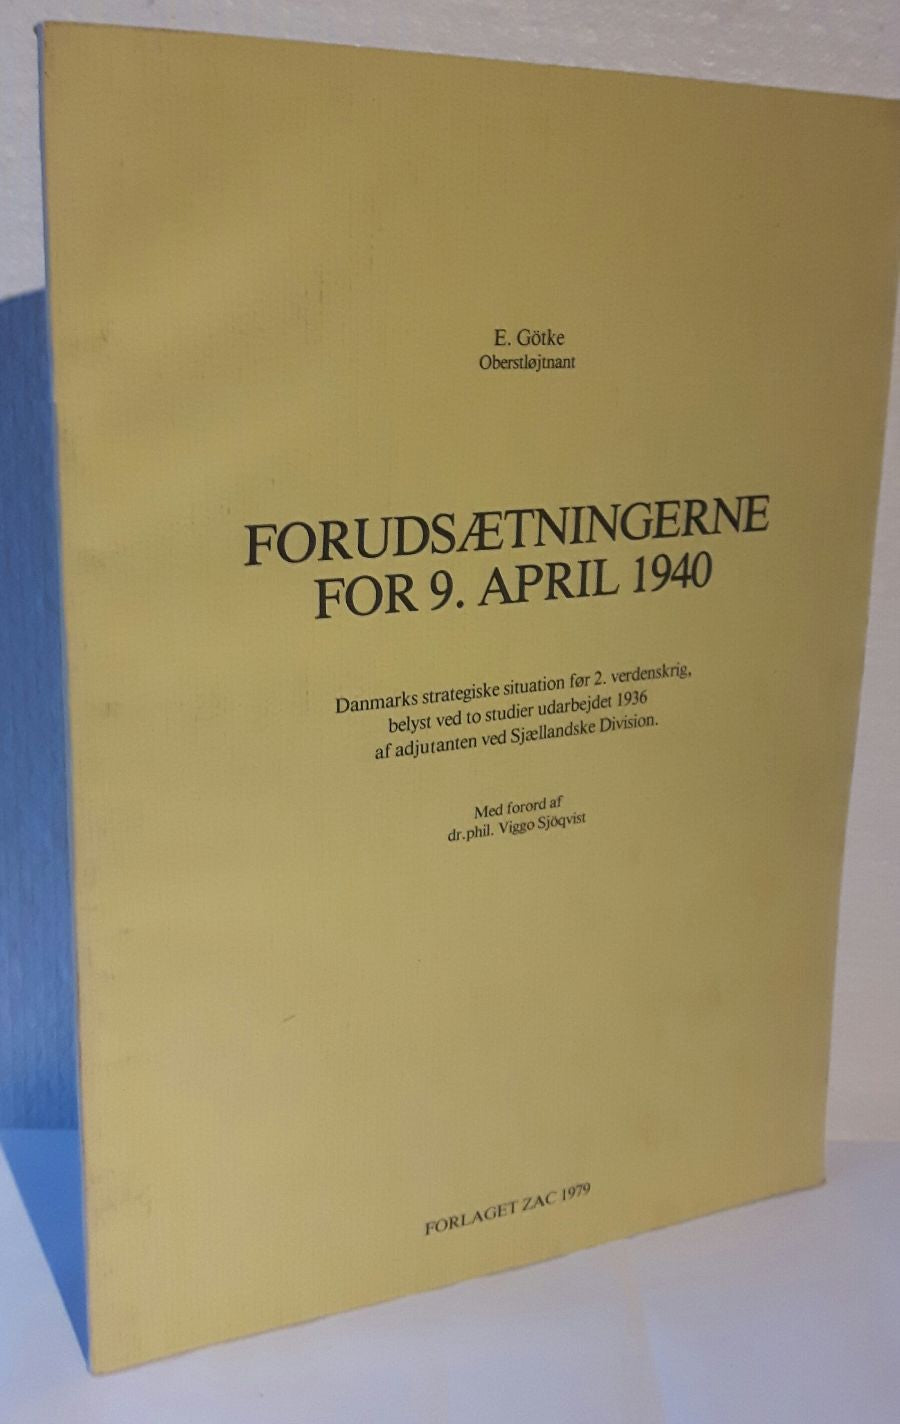 E. Götke
Oberstløjtnant
FORUDSÆTNINGERNE
FOR 9. APRIL 1940
Danmarks strategiske situation før 2. verdenskrig,
belyst ved to studier udarbejdet 1936
af adjutanten ved Sjællandske Division.
Med forord af
dr.phil. Viggo Sjöqvist
FORLAGET ZAC 1979